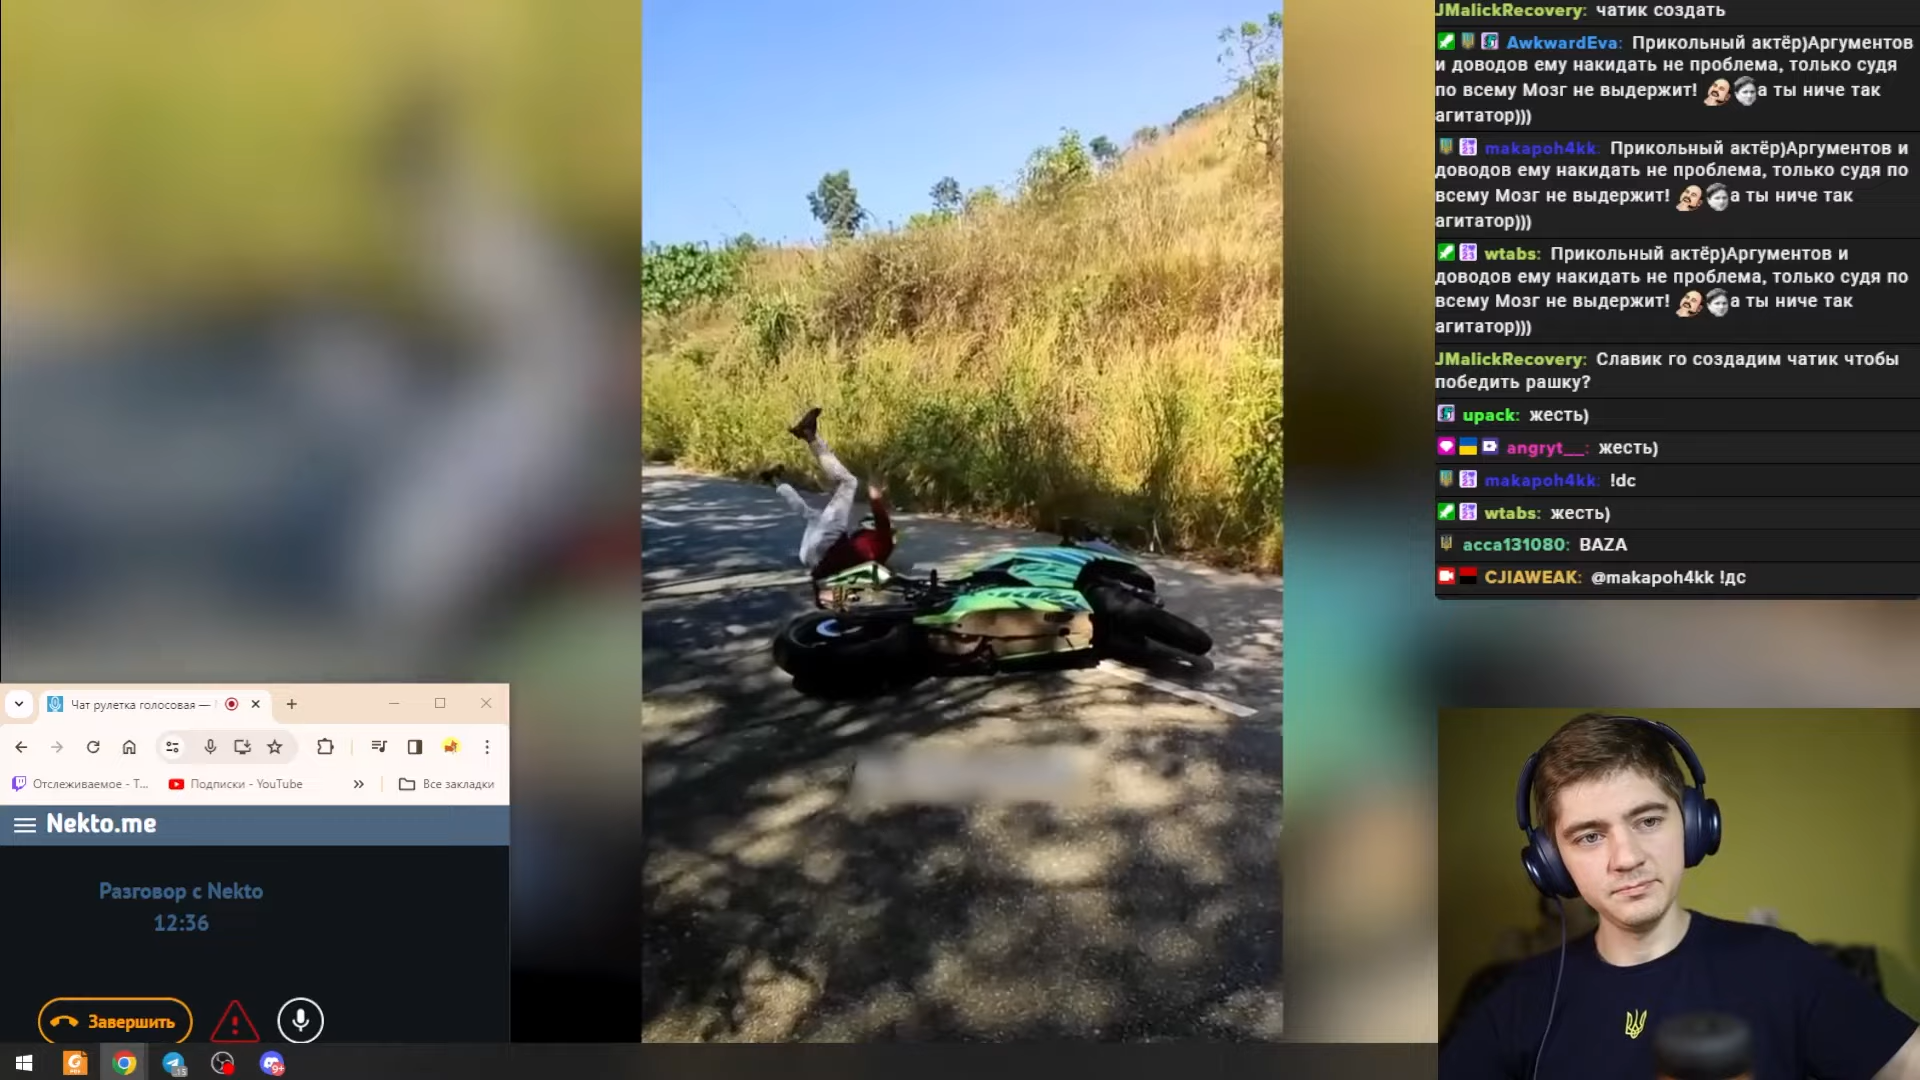 JMalickRecovery: чатик создать
AwkwardEva: Прикольный актёр)Аргументов
и доводов ему накидать не проблема, только судя
по всему Мозг не выдержит! а ты ниче так
агитатор)))
makapoh4kk: Прикольный актёр)Аргументов и
доводов ему накидать не проблема, только судя по
всему Мозг не выдержит! а ты ниче так
агитатор)))
wtabs: Прикольный актёр)Аргументов и
доводов ему накидать не проблема, только судя по
всему Мозг не выдержит! а ты ниче так
агитатор)))
JMalickRecovery: Славик го создадим чатик чтобы
победить рашку?
upack: жесть)
angryt__: жесть)
makapoh4kk: !dc
wtabs: жесть)
acca131080: BAZA
CJIAWEAK: @makapoh4kk !дс
Чат рулетка голосовая —
Отслеживаемое - Т...
Подписки - YouTube
»
Все закладки
Nekto.me
Разговор с Nekto
12:36
Завершить
15
9+